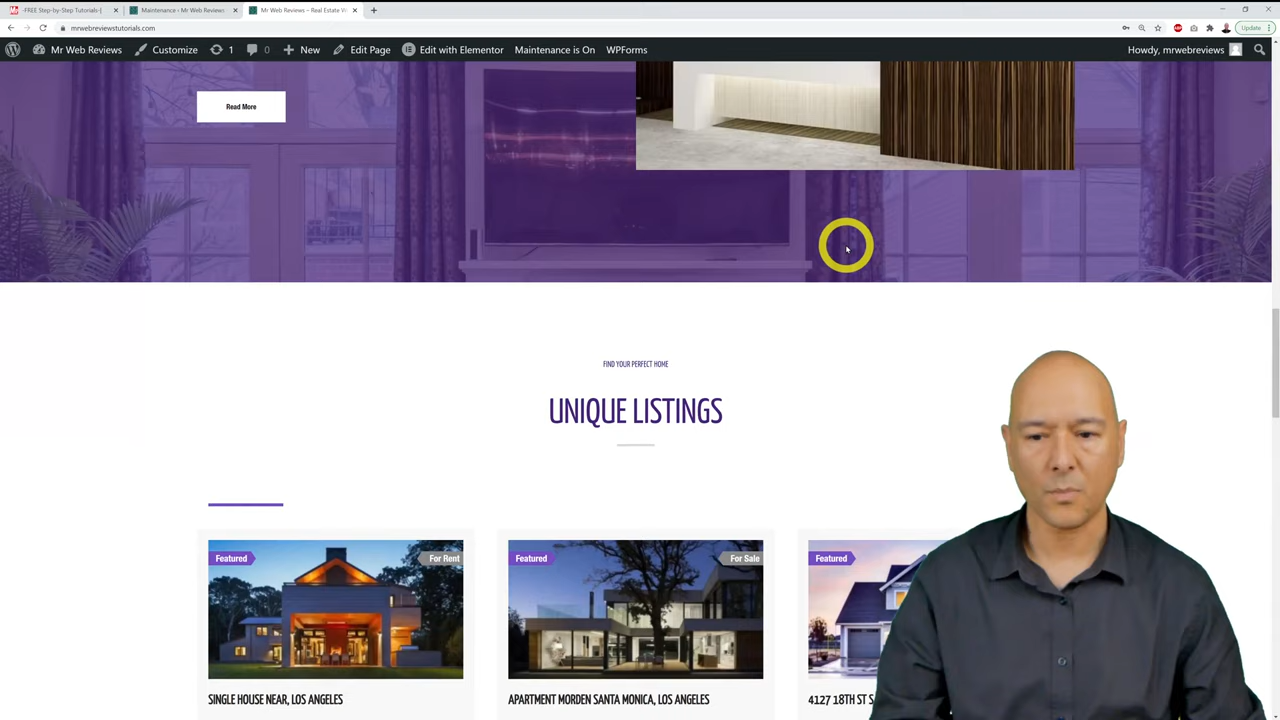 -FREE Step-by-Step Tutorials-[
Maintenance ‹ Mr Web Reviews
Mr Web Reviews – Real Estate W
mrwebreviewstutorials.com
Update
Mr Web Reviews
Customize
1
0
New
Edit Page
Edit with Elementor
Maintenance is On
WPForms
Howdy, mrwebreviews
Read More
FIND YOUR PERFECT HOME
UNIQUE LISTINGS
Featured
For Rent
Featured
For Sale
Featured
SINGLE HOUSE NEAR, LOS ANGELES
APARTMENT MORDEN SANTA MONICA, LOS ANGELES
4127 18TH ST S